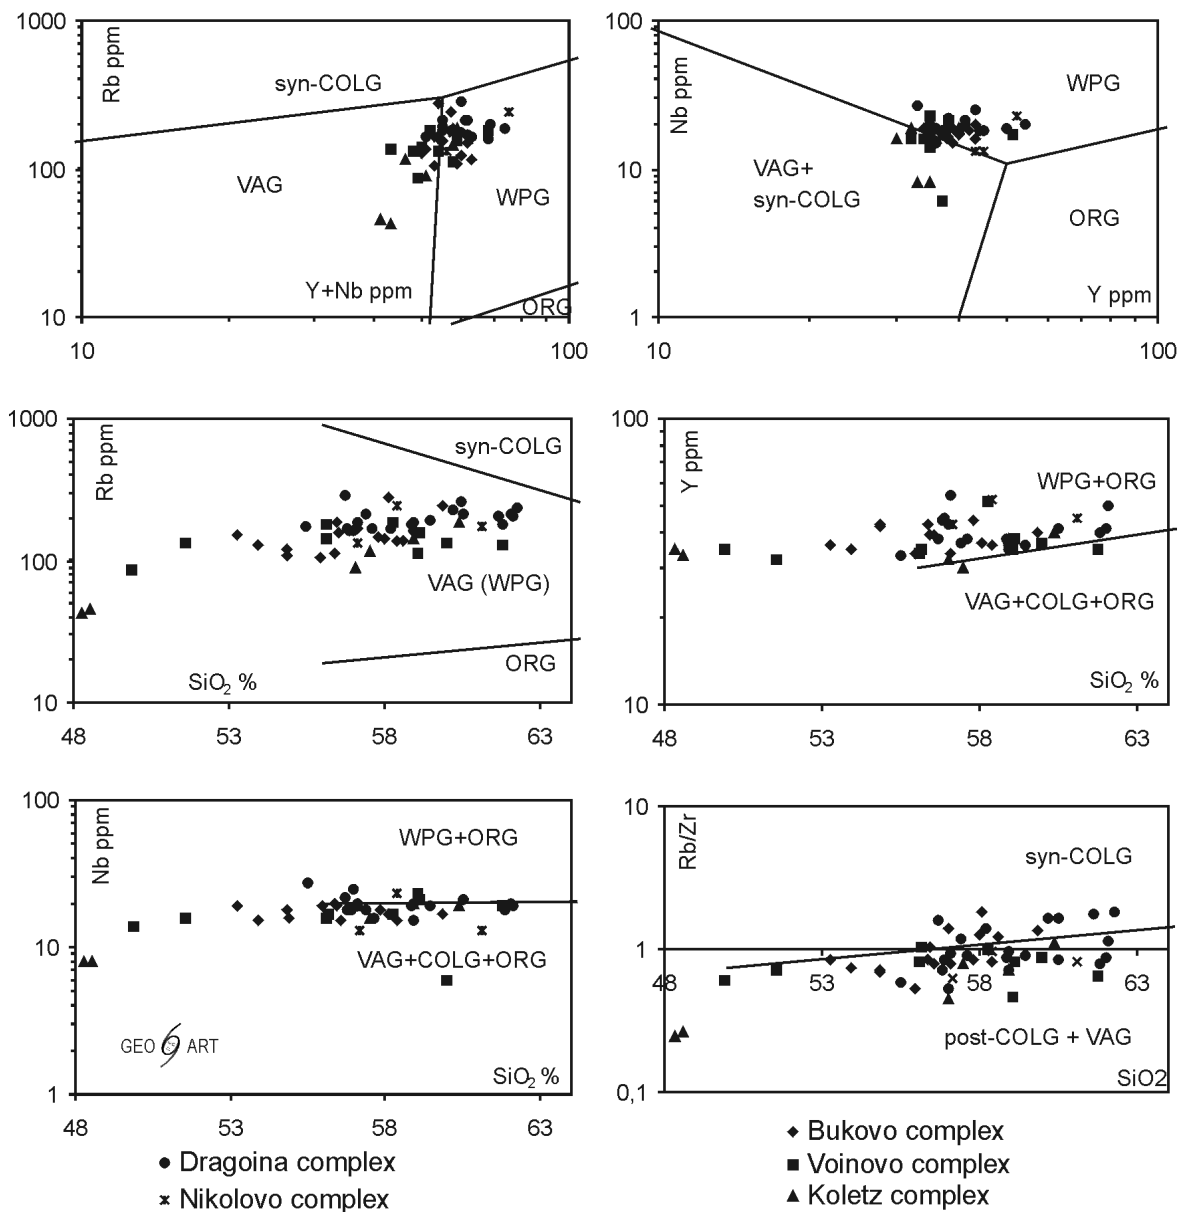 1000
Rb ppm
syn-COLG
100
VAG
WPG
Y+Nb ppm
ORG
10
10
100
100
Nb ppm
WPG
10
VAG+
syn-COLG
ORG
Y ppm
1
10
100
1000
Rb ppm
syn-COLG
100
VAG (WPG)
ORG
SiO₂ %
10
48
53
58
63
100
Y ppm
WPG+ORG
VAG+COLG+ORG
SiO₂ %
10
48
53
58
63
100
Nb ppm
WPG+ORG
10
VAG+COLG+ORG
GEO ART
SiO₂ %
1
48
53
58
63
10
Rb/Zr
syn-COLG
1
48
53
58
63
post-COLG + VAG
SiO2
0,1
Dragoina complex
Nikolovo complex
Bukovo complex
Voinovo complex
Koletz complex